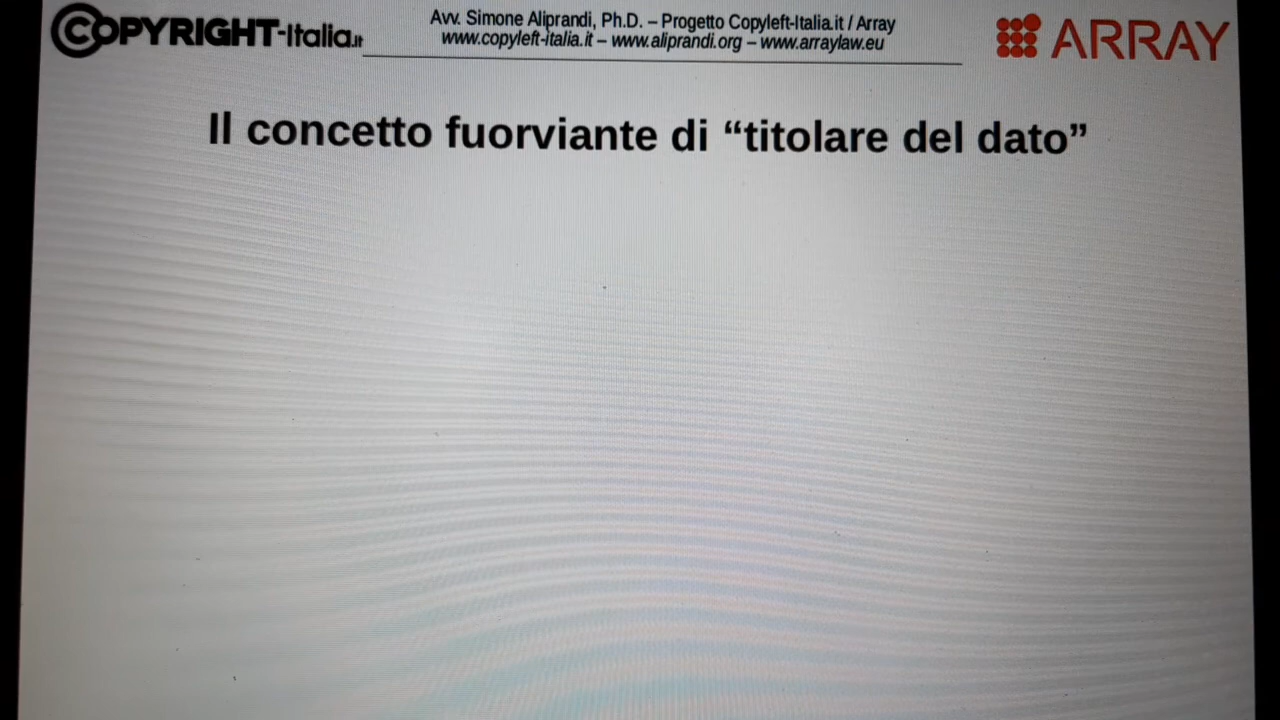 COPYRIGHT-Italia.it
Avv. Simone Aliprandi, Ph.D. – Progetto Copyleft-Italia.it / Array
www.copyleft-italia.it – www.aliprandi.org – www.arraylaw.eu
ARRAY
Il concetto fuorviante di “titolare del dato”